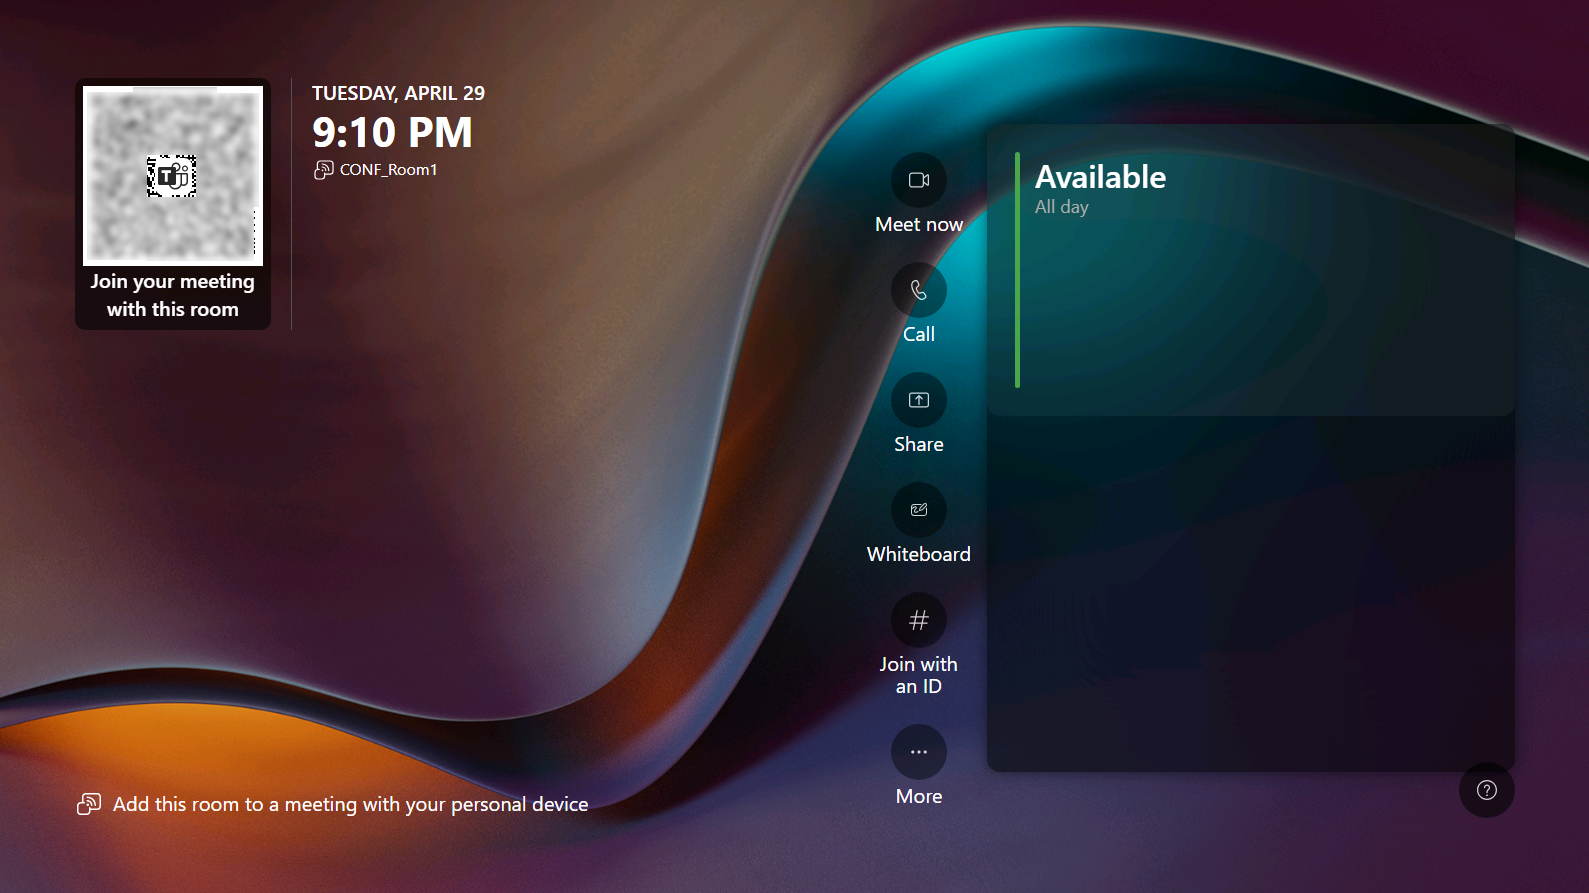 TUESDAY, APRIL 29
9:10 PM
CONF_Room1
T
Join your meeting
with this room
Meet now
Call
Share
Whiteboard
#
Join with
an ID
...
More
Available
All day
Add this room to a meeting with your personal device
?